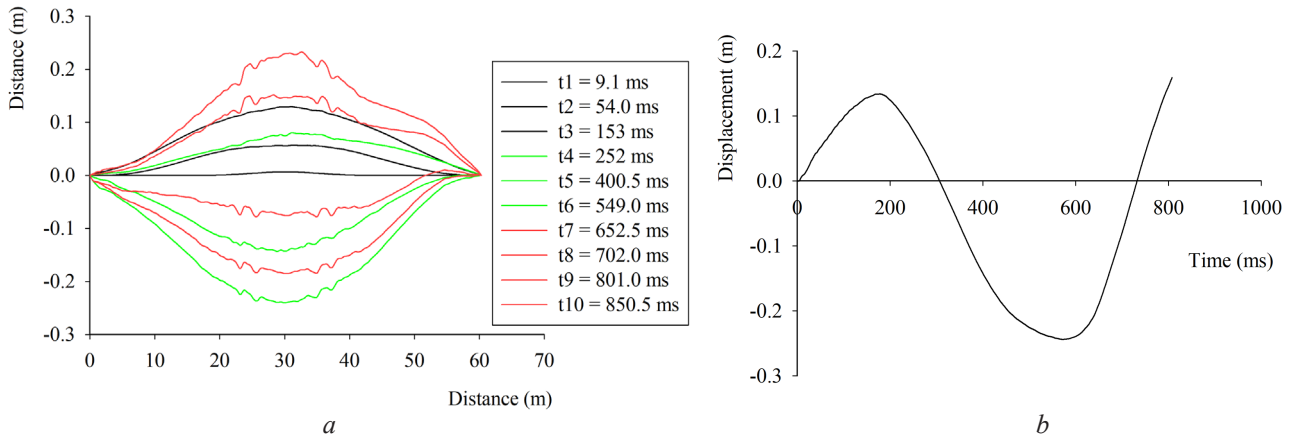 Distance (m)
0.3
0.2
0.1
0.0
-0.1
-0.2
-0.3
0 10 20 30 40 50 60 70
Distance (m)
t1 = 9.1 ms
t2 = 54.0 ms
t3 = 153 ms
t4 = 252 ms
t5 = 400.5 ms
t6 = 549.0 ms
t7 = 652.5 ms
t8 = 702.0 ms
t9 = 801.0 ms
t10 = 850.5 ms
a
Displacement (m)
0.2
0.1
0.0
-0.1
-0.2
-0.3
0 200 400 600 800 1000
Time (ms)
b